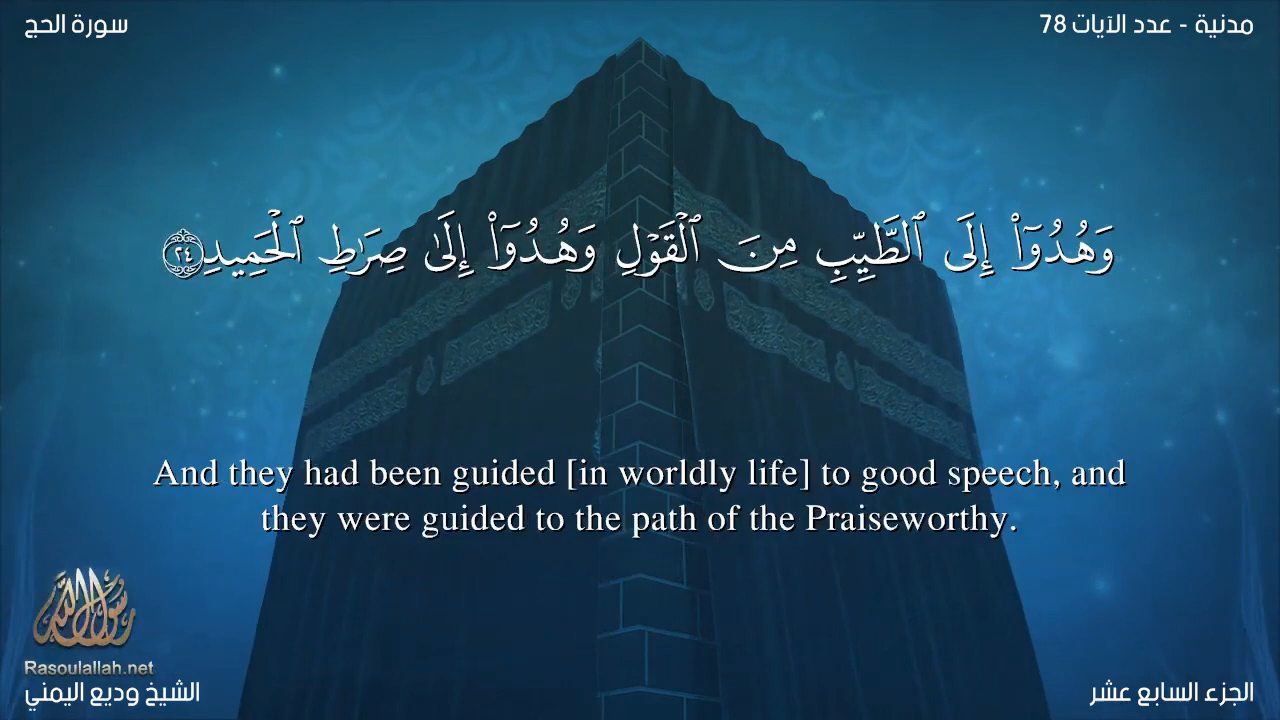 مدنية - عدد الآيات 78
سورة الحج
وَهُدُوٓا۟ إِلَى ٱلطَّيِّبِ مِنَ ٱلْقَوْلِ وَهُدُوٓا۟ إِلَىٰ صِرَٰطِ ٱلْحَمِيدِ ٢٤
And they had been guided [in worldly life] to good speech, and
they were guided to the path of the Praiseworthy.
رسول الله
Rasoulallah.net
الجزء السابع عشر
الشيخ وديع اليمني